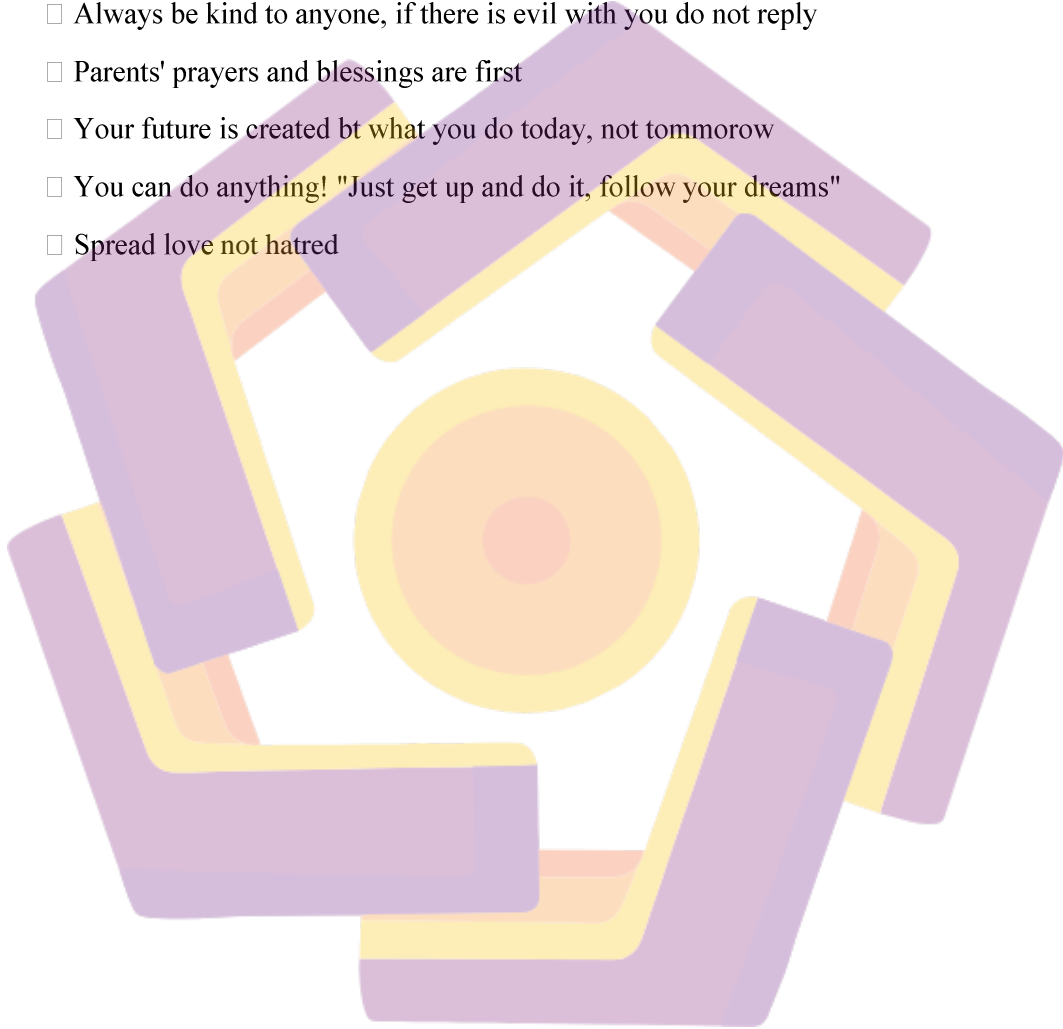 □ Always be kind to anyone, if there is evil with you do not reply
□ Parents' prayers and blessings are first
□ Your future is created bt what you do today, not tommorow
□ You can do anything! "Just get up and do it, follow your dreams"
□ Spread love not hatred